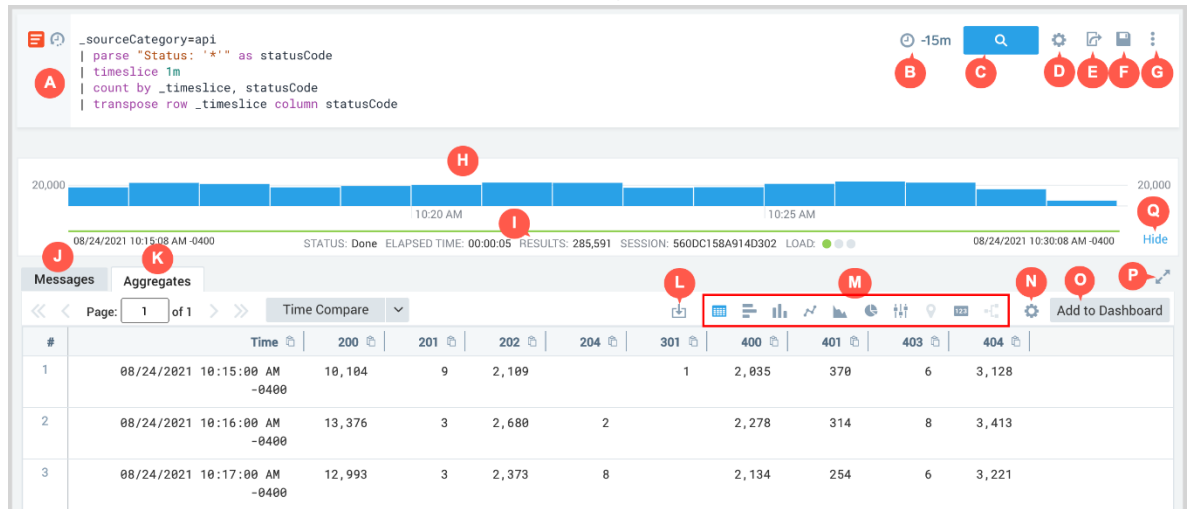 _sourceCategory=api
| parse "Status: '*'" as statusCode
| timeslice 1m
| count by _timeslice, statusCode
| transpose row _timeslice column statusCode
-15m
A
B
C
D
E
F
G
H
20,000
20,000
10:20 AM
10:25 AM
I
Q
08/24/2021 10:15:08 AM -0400
STATUS: Done ELAPSED TIME: 00:00:05 RESULTS: 285,591 SESSION: 560DC158A914D302 LOAD:
08/24/2021 10:30:08 AM -0400
Hide
J
K
Messages
Aggregates
L
M
N
O
P
Page: 1 of 1
Time Compare
123
Add to Dashboard
# Time 200 201 202 204 301 400 401 403 404
1 08/24/2021 10:15:00 AM 10,104 9 2,109 1 2,035 370 6 3,128
-0400
2 08/24/2021 10:16:00 AM 13,376 3 2,680 2 2,278 314 8 3,413
-0400
3 08/24/2021 10:17:00 AM 12,993 3 2,373 8 2,134 254 6 3,221
-0400